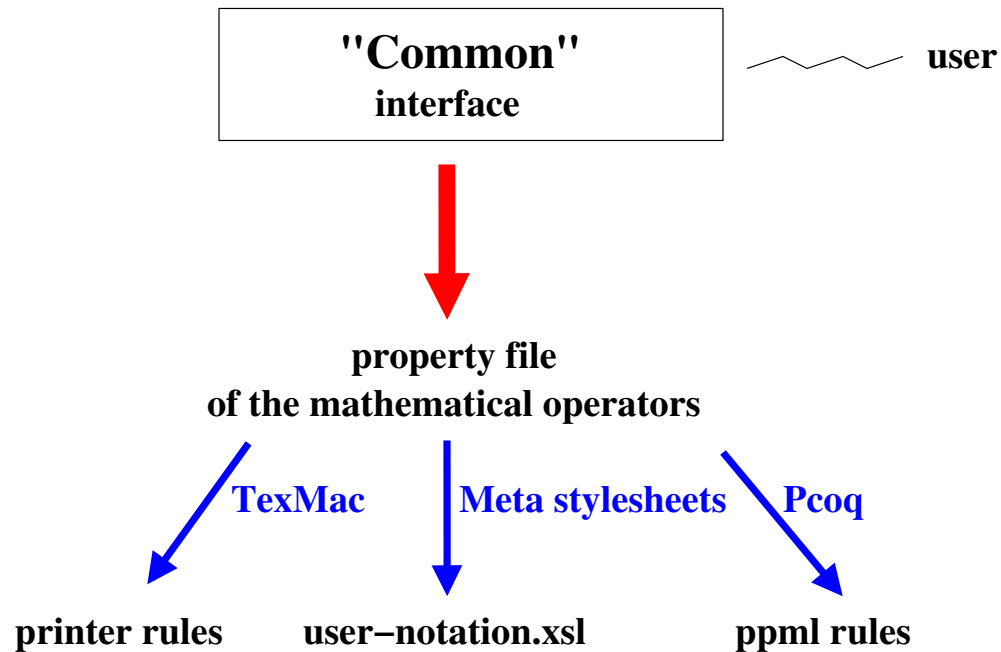 "Common"
interface
user
property file
of the mathematical operators
TexMac
Meta stylesheets
Pcoq
printer rules
user−notation.xsl
ppml rules